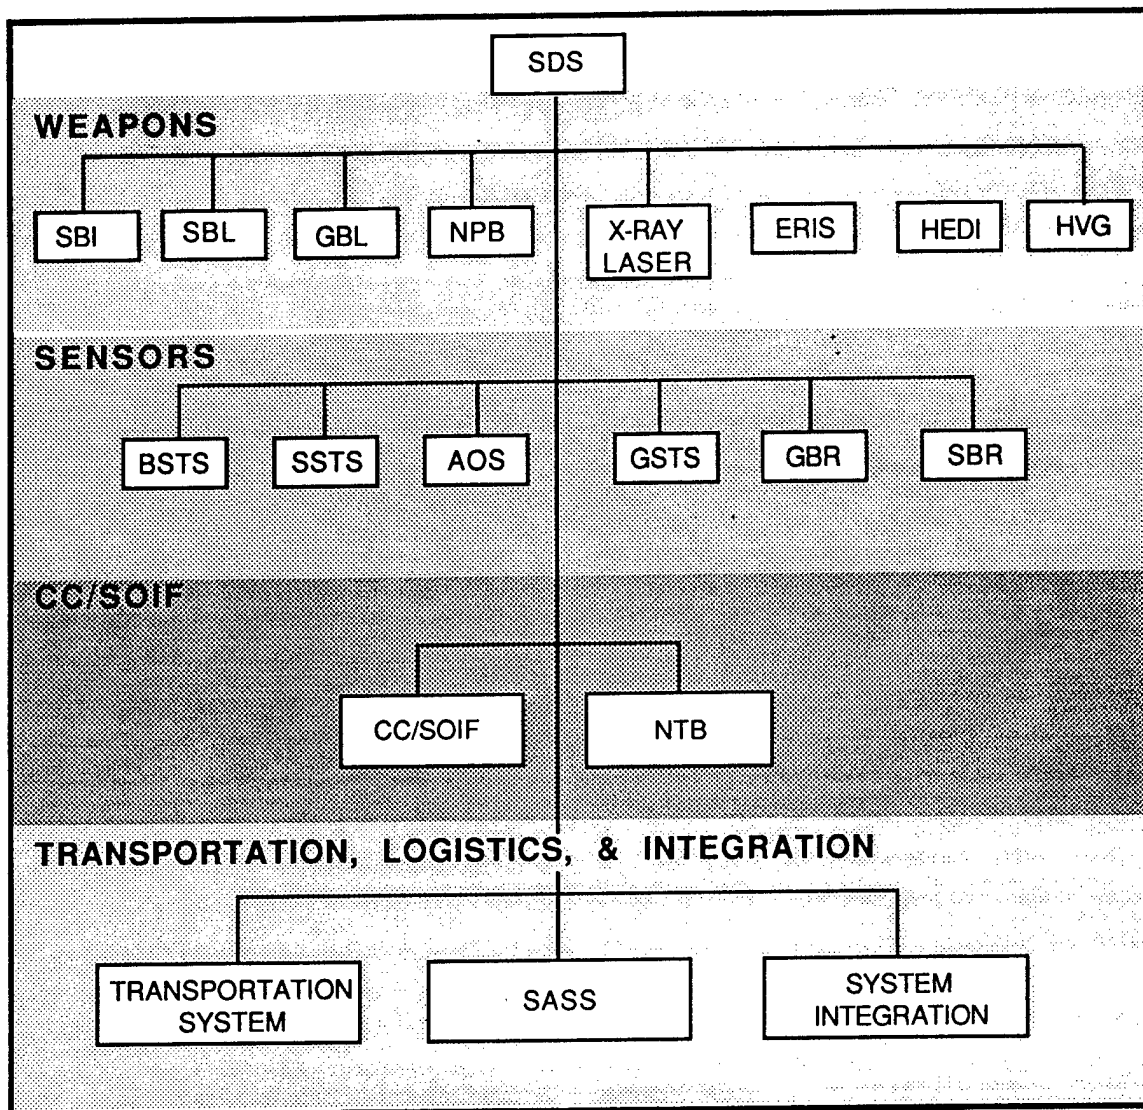 SDS
WEAPONS
SBI SBL GBL NPB X-RAY LASER ERIS HEDI HVG
SENSORS
BSTS SSTS AOS GSTS GBR SBR
CC/SOIF
CC/SOIF NTB
TRANSPORTATION, LOGISTICS, & INTEGRATION
TRANSPORTATION SYSTEM SASS SYSTEM INTEGRATION